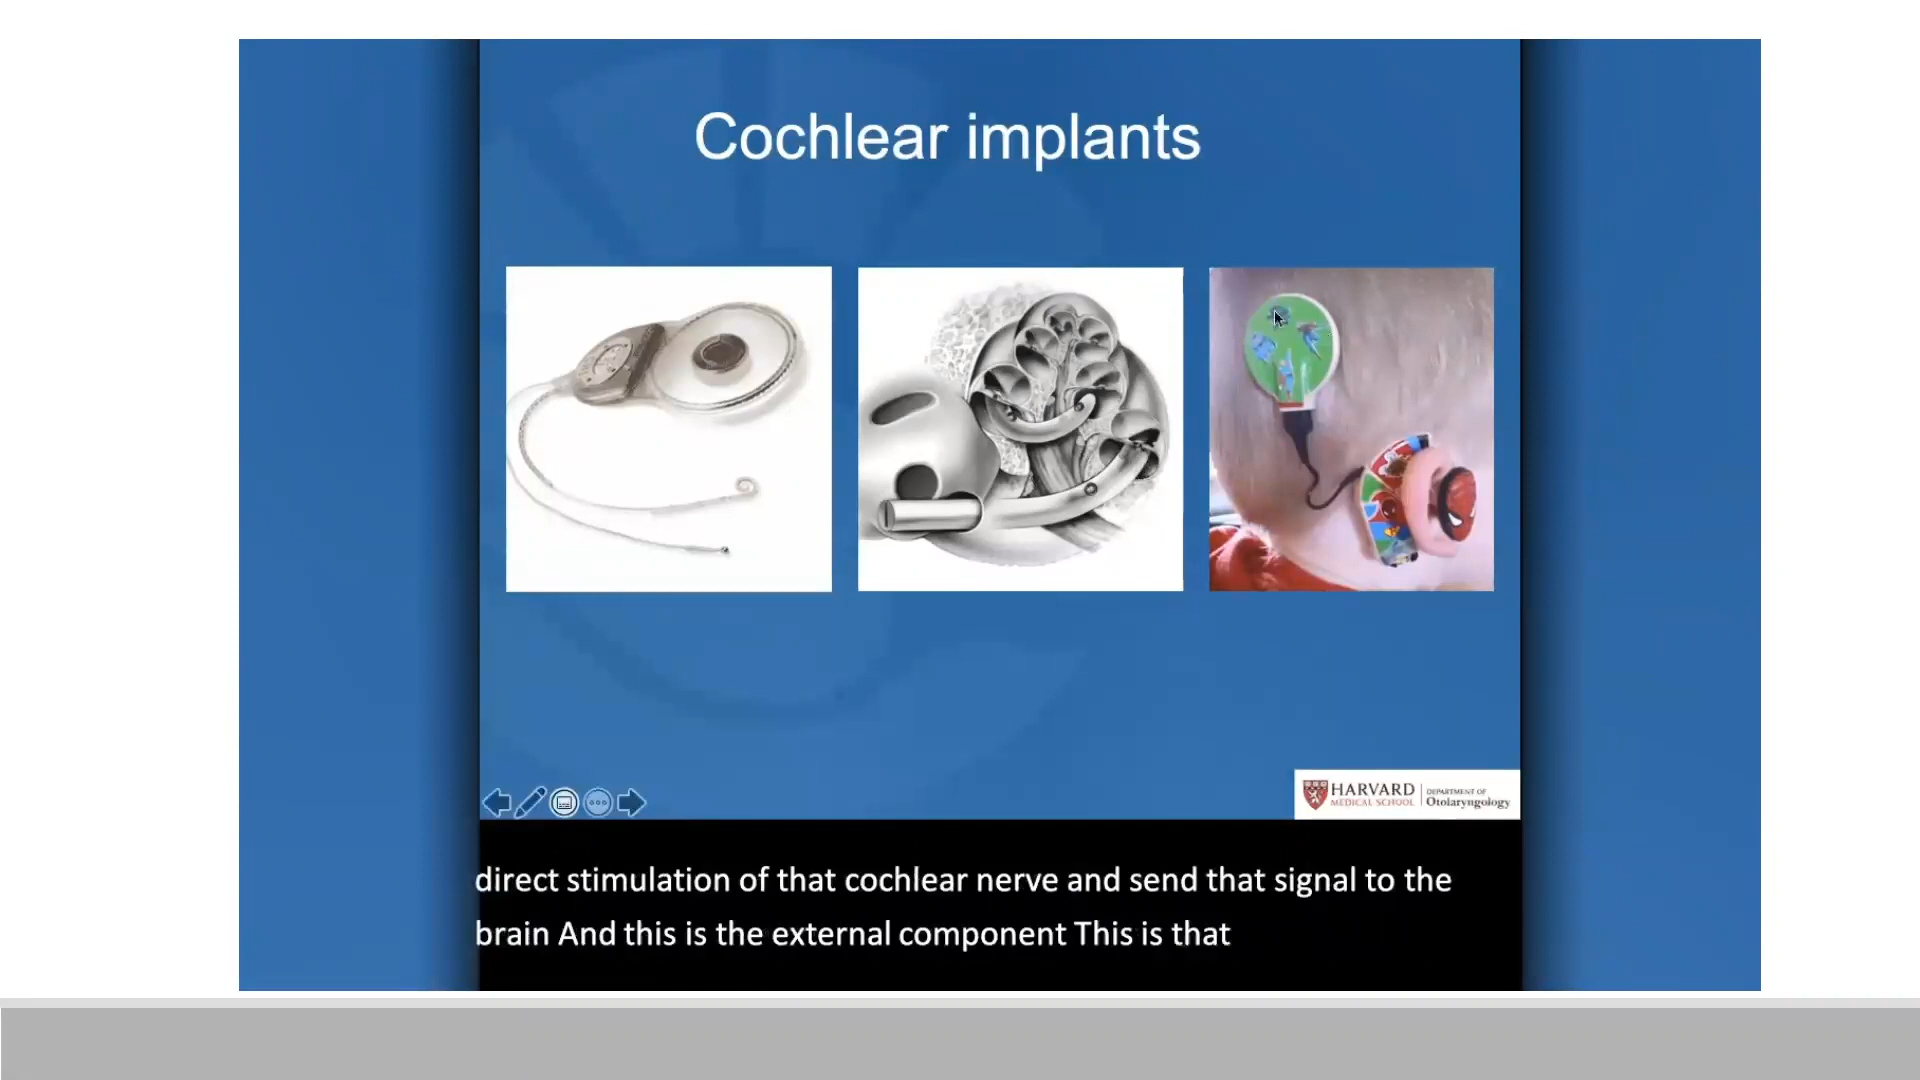 Cochlear implants
HARVARD
MEDICAL SCHOOL
DEPARTMENT OF
Otolaryngology
direct stimulation of that cochlear nerve and send that signal to the
brain And this is the external component This is that